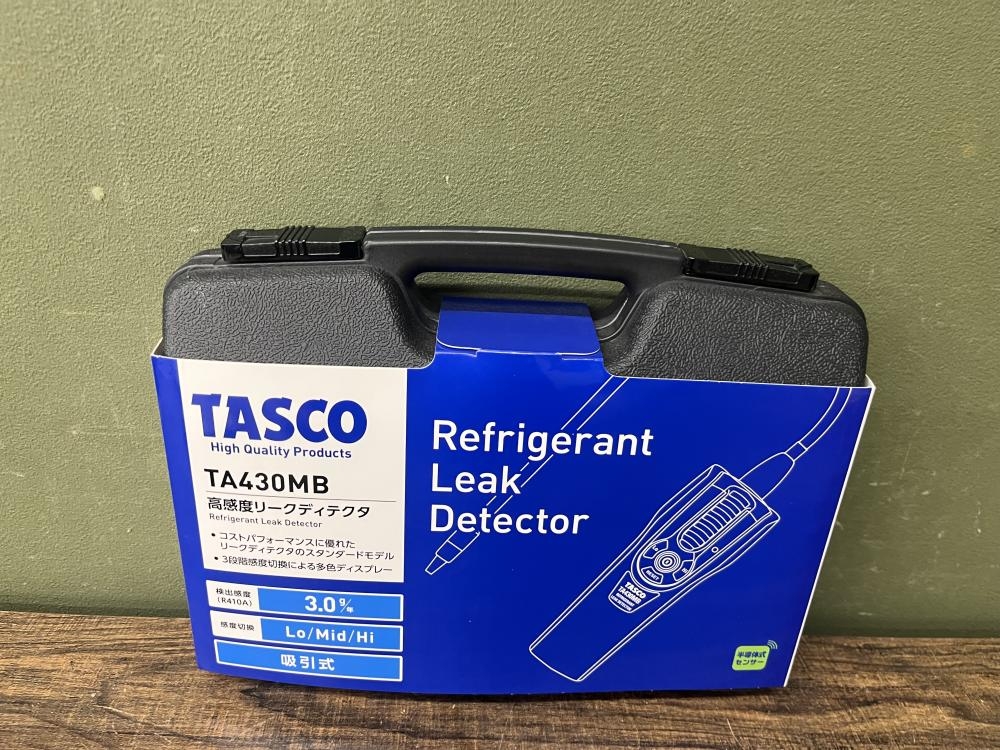 TASCO
High Quality Products
TA430MB
高感度リークディテクタ
Refrigerant Leak Detector
• コストパフォーマンスに優れた
リークディテクタのスタンダードモデル
• 3段階感度切換による多色ディスプレー
検出感度
(R410A)
3.0g/年
感度切換
Lo/Mid/Hi
吸引式
Refrigerant
Leak
Detector
RESET
TASCO
TA430MB
REFRIGERANT
LEAK DETECTOR
半導体式
センサー